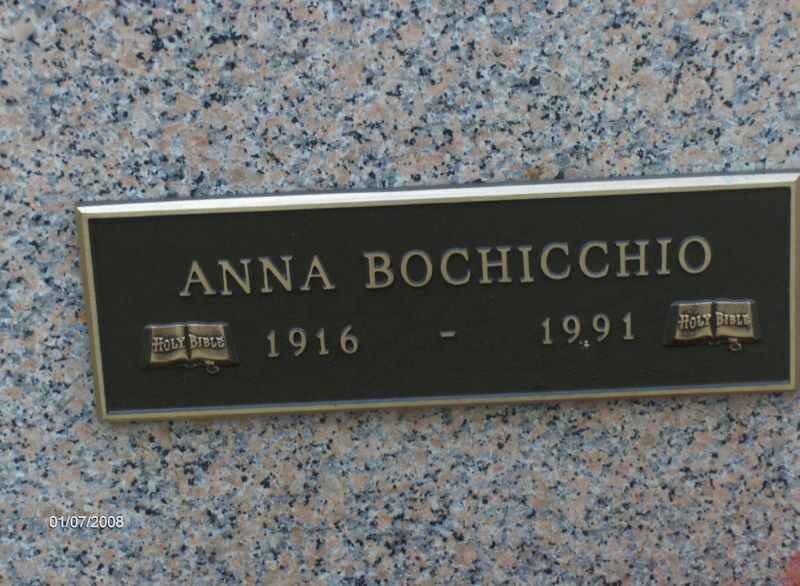 ANNA BOCHICCHIO
HOLY BIBLE 1916 - 1991 HOLY BIBLE
01/07/2008